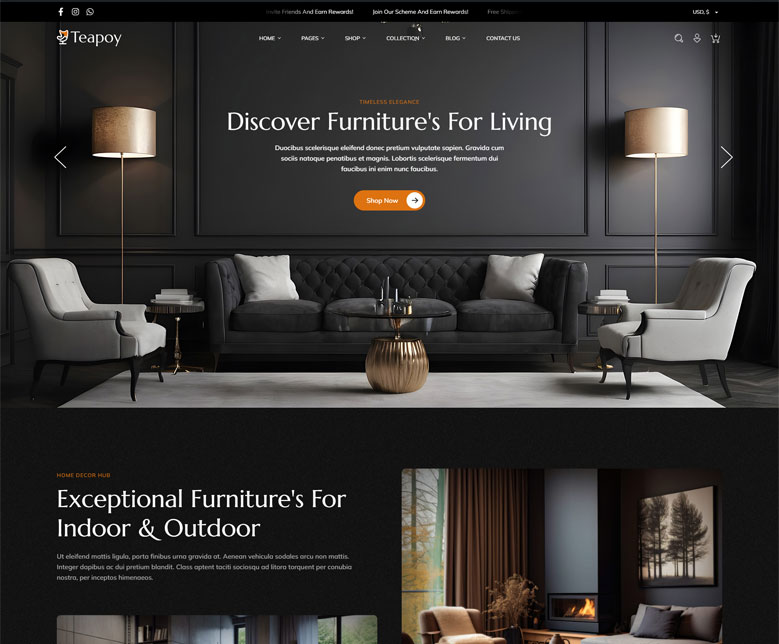 Invite Friends And Earn Rewards! Join Our Scheme And Earn Rewards! Free
USD, $
Teapoy
HOME PAGES SHOP COLLECTION BLOG CONTACT US
TIMELESS ELEGANCE
Discover Furniture's For Living
Duocibus scelerisque eleifend donec pretium vulputate sapien. Gravida cum
sociis natoque penatibus et magnis. Lobortis scelerisque fermentum dui
faucibus ini enim nunc faucibus.
Shop Now
HOME DSCOR HUB
Exceptional Furniture's For
Indoor & Outdoor
Ut eleifend mattis ligula, porta finibus urna gravida at. Aenean vehicula sodales arcu non mattis.
Integer dapibus ac dui pretium blandit. Class aptent taciti sociosqu ad litora torquent per conubia
nostra, per inceptos himenaeos.